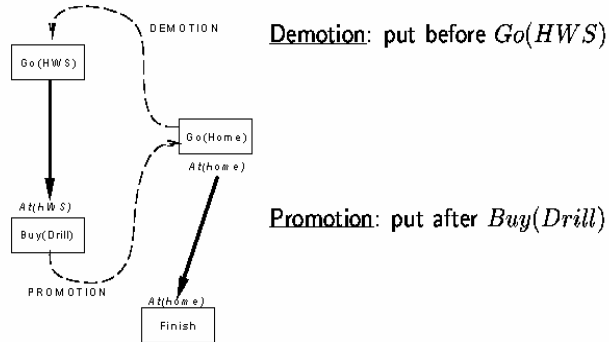 DEMOTION
Demotion: put before Go(HWS)
Go(HWS)
Go(Home)
At(home)
At(hWS)
Buy(Drill)
Promotion: put after Buy(Drill)
PROMOTION
At(home)
Finish